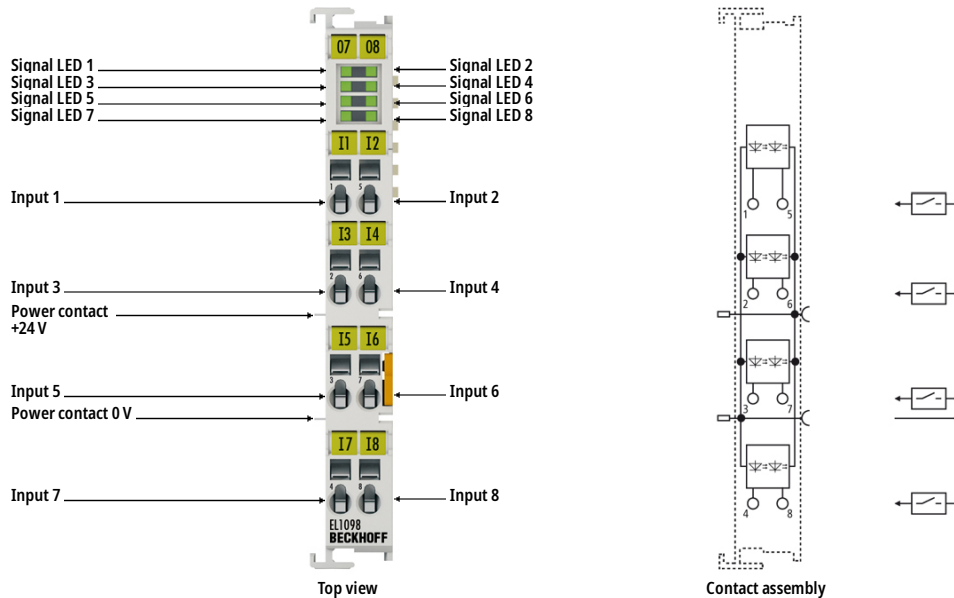 07 08
Signal LED 1
Signal LED 2
Signal LED 3
Signal LED 4
Signal LED 5
Signal LED 6
Signal LED 7
Signal LED 8
I1 I2
1 5
Input 1
Input 2
I3 I4
2 6
Input 3
Input 4
Power contact
+24 V
I5 I6
3 7
Input 5
Input 6
Power contact 0 V
I7 I8
4 8
Input 7
Input 8
EL1098
BECKHOFF
Top view
1 5
2 6
3 7
4 8
Contact assembly